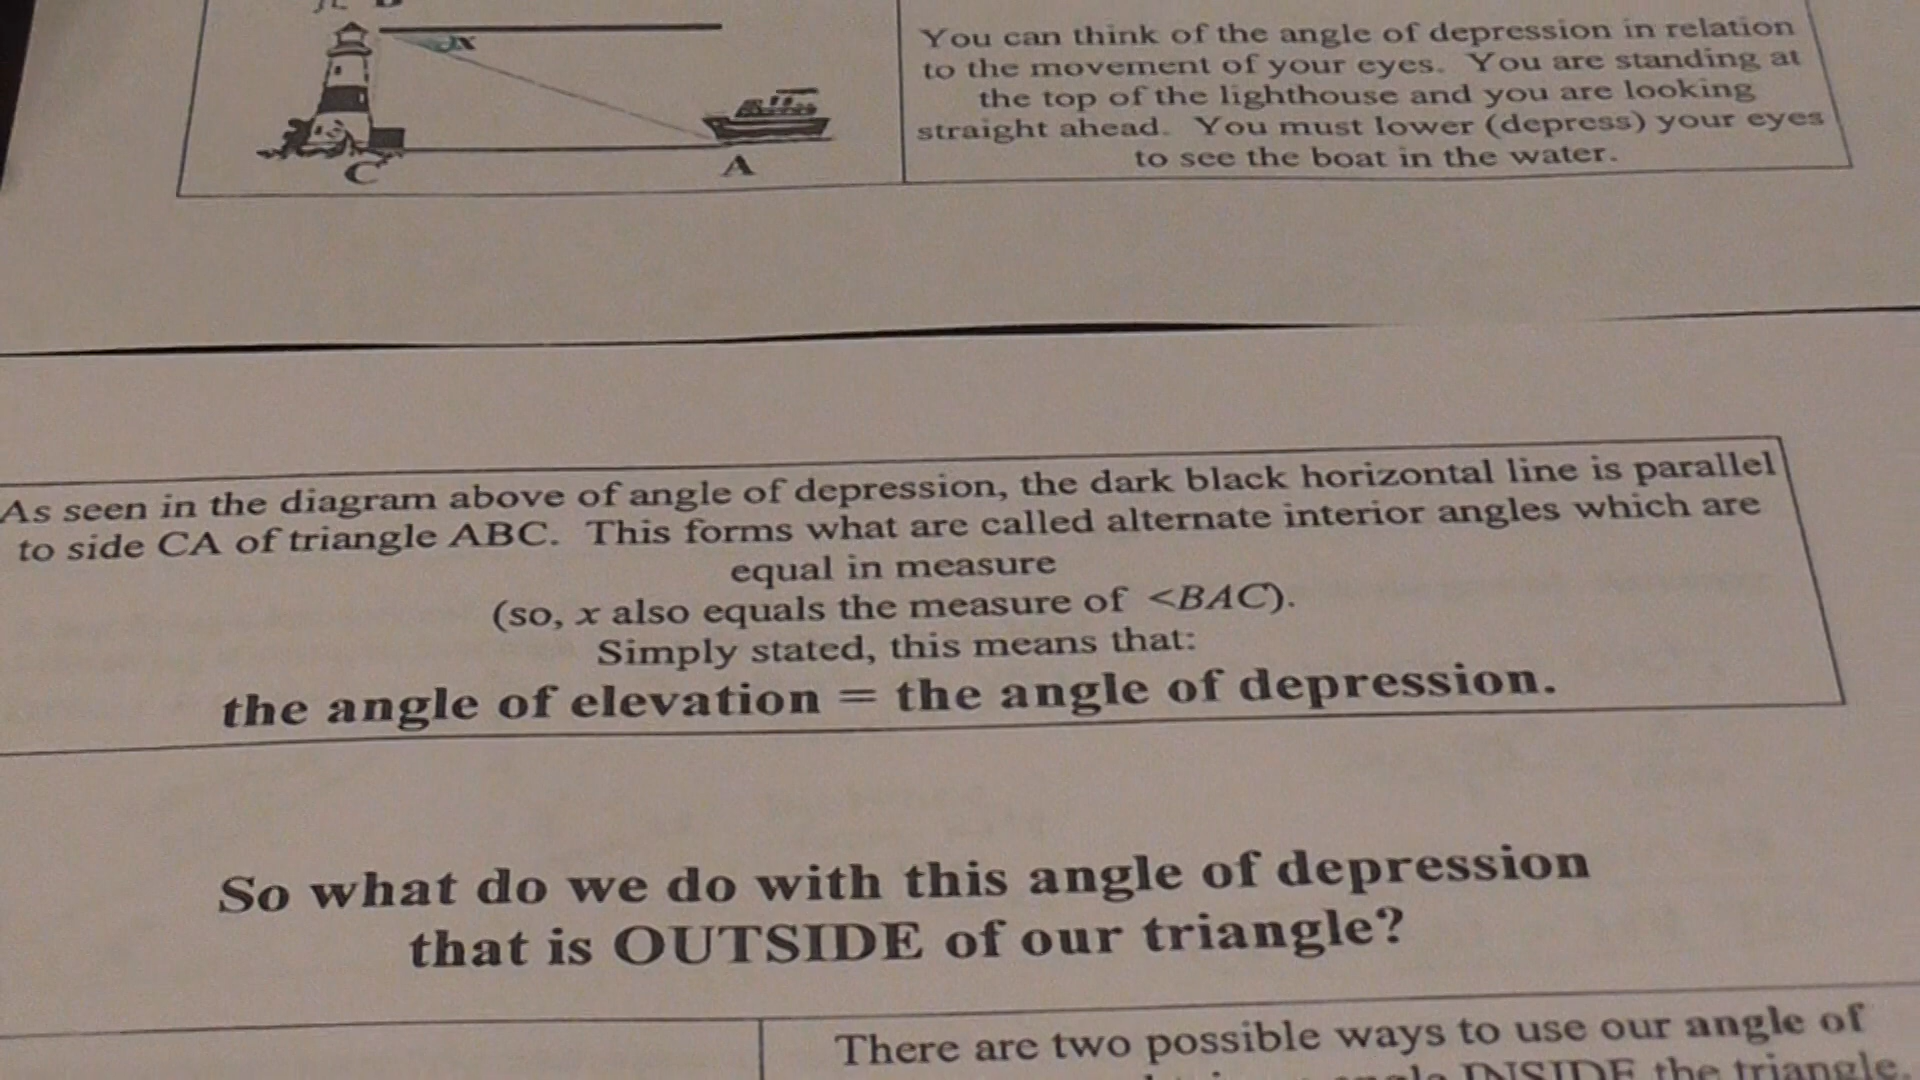 B
x
C
A
You can think of the angle of depression in relation
to the movement of your eyes. You are standing at
the top of the lighthouse and you are looking
straight ahead. You must lower (depress) your eyes
to see the boat in the water.
As seen in the diagram above of angle of depression, the dark black horizontal line is parallel
to side CA of triangle ABC. This forms what are called alternate interior angles which are
equal in measure
(so, x also equals the measure of <BAC).
Simply stated, this means that:
the angle of elevation = the angle of depression.
So what do we do with this angle of depression
that is OUTSIDE of our triangle?
There are two possible ways to use our angle of
INSIDE the triangle.